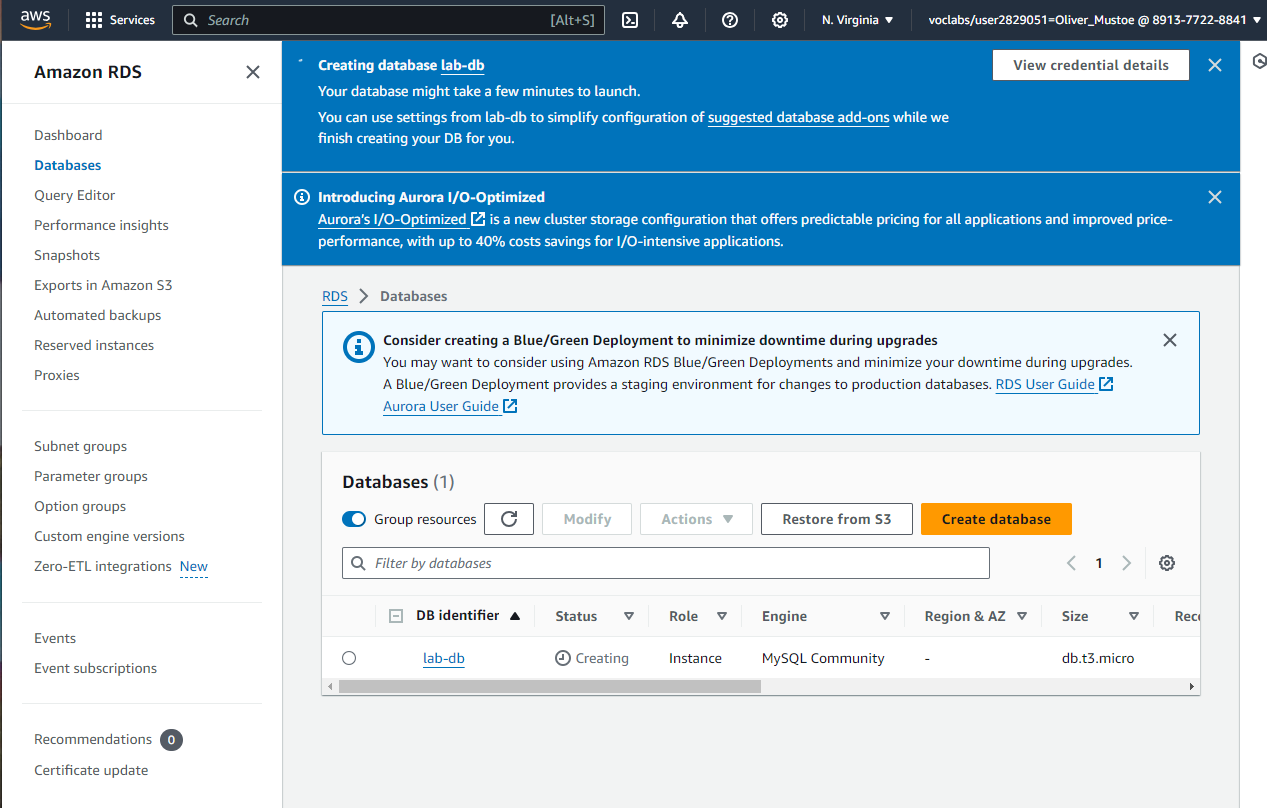 aws
Services
Search [Alt+S]
N. Virginia
voclabs/user2829051=Oliver_Mustoe @ 8913-7722-8841
Amazon RDS
Dashboard
Databases
Query Editor
Performance insights
Snapshots
Exports in Amazon S3
Automated backups
Reserved instances
Proxies
Subnet groups
Parameter groups
Option groups
Custom engine versions
Zero-ETL integrations New
Events
Event subscriptions
Recommendations 0
Certificate update
Creating database lab-db
View credential details
Your database might take a few minutes to launch.
You can use settings from lab-db to simplify configuration of suggested database add-ons while we
finish creating your DB for you.
Introducing Aurora I/O-Optimized
Aurora's I/O-Optimized is a new cluster storage configuration that offers predictable pricing for all applications and improved price-
performance, with up to 40% costs savings for I/O-intensive applications.
RDS > Databases
Consider creating a Blue/Green Deployment to minimize downtime during upgrades
You may want to consider using Amazon RDS Blue/Green Deployments and minimize your downtime during upgrades.
A Blue/Green Deployment provides a staging environment for changes to production databases. RDS User Guide
Aurora User Guide
Databases (1)
Group resources
Modify
Actions
Restore from S3
Create database
Filter by databases
1
DB identifier Status Role Engine Region & AZ Size Reco
lab-db Creating Instance MySQL Community - db.t3.micro